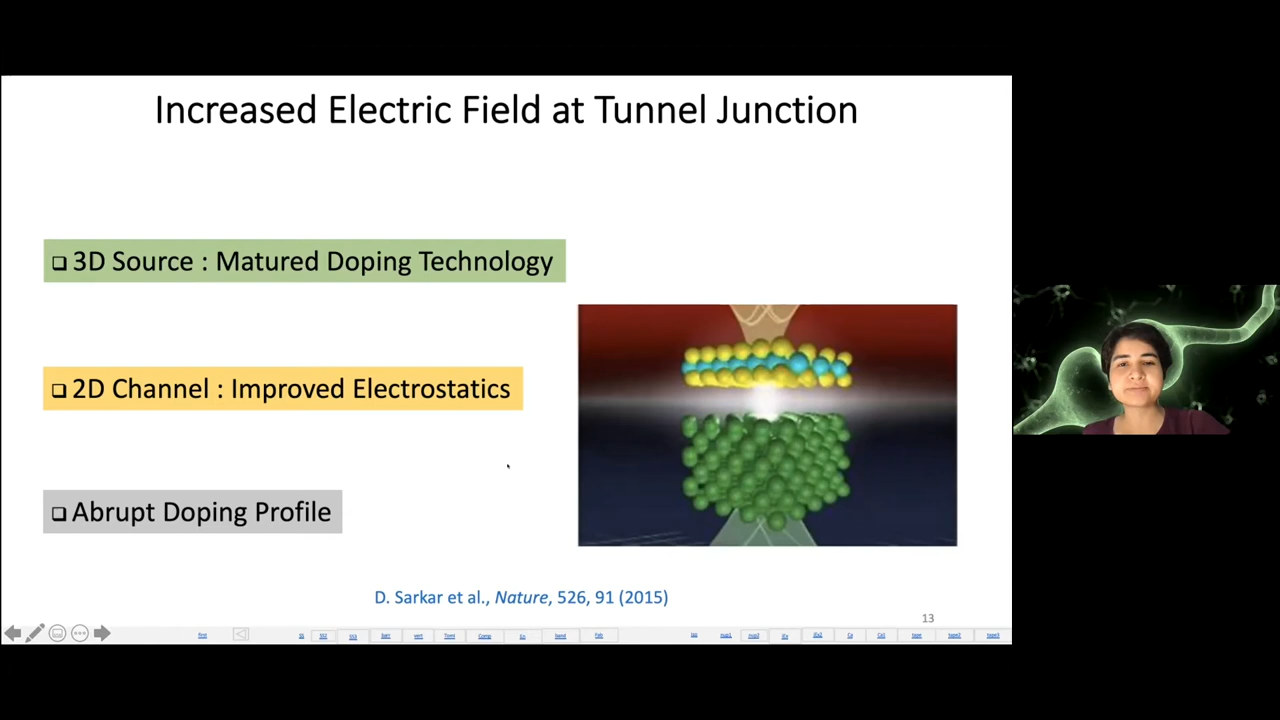 Increased Electric Field at Tunnel Junction
3D Source : Matured Doping Technology
2D Channel : Improved Electrostatics
Abrupt Doping Profile
D. Sarkar et al., Nature, 526, 91 (2015)
13
first